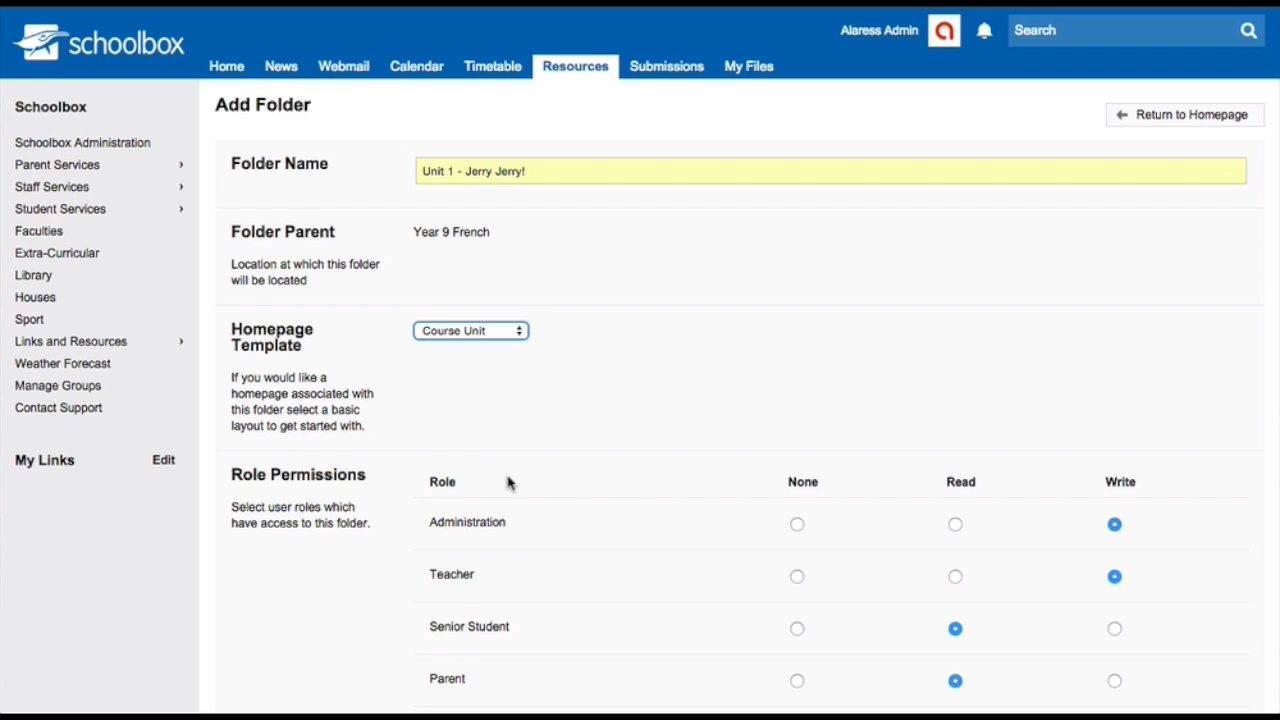 schoolbox
Alaress Admin
Search
Home News Webmail Calendar Timetable Resources Submissions My Files
Schoolbox
Schoolbox Administration
Parent Services
Staff Services
Student Services
Faculties
Extra-Curricular
Library
Houses
Sport
Links and Resources
Weather Forecast
Manage Groups
Contact Support
My Links Edit
Add Folder
Return to Homepage
Folder Name
Unit 1 - Jerry Jerry!
Folder Parent
Year 9 French
Location at which this folder
will be located
Homepage
Template
Course Unit
If you would like a
homepage associated with
this folder select a basic
layout to get started with.
Role Permissions
Select user roles which
have access to this folder.
Role None Read Write
Administration
Teacher
Senior Student
Parent